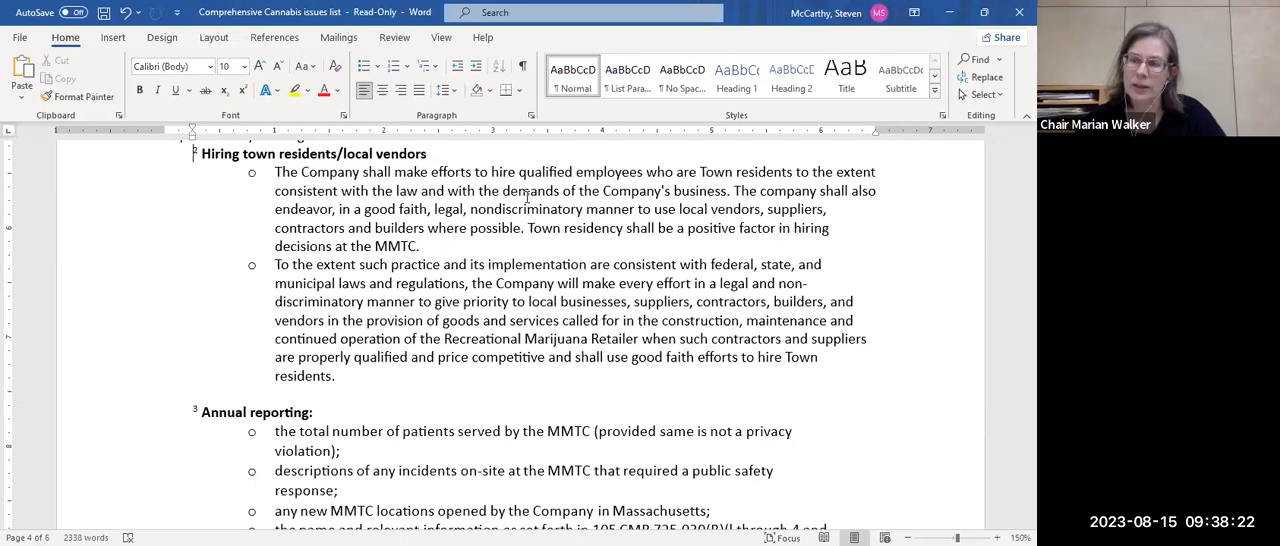 AutoSave Off Comprehensive Cannabis issues list - Read-Only - Word Search McCarthy, Steven MS
File Home Insert Design Layout References Mailings Review View Help Share
Paste Cut Copy Format Painter Calibri (Body) 10 Aa AaBbCcD AaBbCcD AaBbCcD AaBbCc AaBbCcD AaB AaBbCcDc Find Replace Select
¶ Normal ¶ List Para... ¶ No Spac... Heading 1 Heading 2 Title Subtitle
Clipboard Font Paragraph Styles Editing
1 1 2 3 4 5 6 7
2 Hiring town residents/local vendors
o The Company shall make efforts to hire qualified employees who are Town residents to the extent
consistent with the law and with the demands of the Company's business. The company shall also
endeavor, in a good faith, legal, nondiscriminatory manner to use local vendors, suppliers,
contractors and builders where possible. Town residency shall be a positive factor in hiring
decisions at the MMTC.
o To the extent such practice and its implementation are consistent with federal, state, and
municipal laws and regulations, the Company will make every effort in a legal and non-
discriminatory manner to give priority to local businesses, suppliers, contractors, builders, and
vendors in the provision of goods and services called for in the construction, maintenance and
continued operation of the Recreational Marijuana Retailer when such contractors and suppliers
are properly qualified and price competitive and shall use good faith efforts to hire Town
residents.
3 Annual reporting:
o the total number of patients served by the MMTC (provided same is not a privacy
violation);
o descriptions of any incidents on-site at the MMTC that required a public safety
response;
o any new MMTC locations opened by the Company in Massachusetts;
Page 4 of 6 2338 words Focus 150%
Chair Marian Walker
2023-08-15 09:38:22